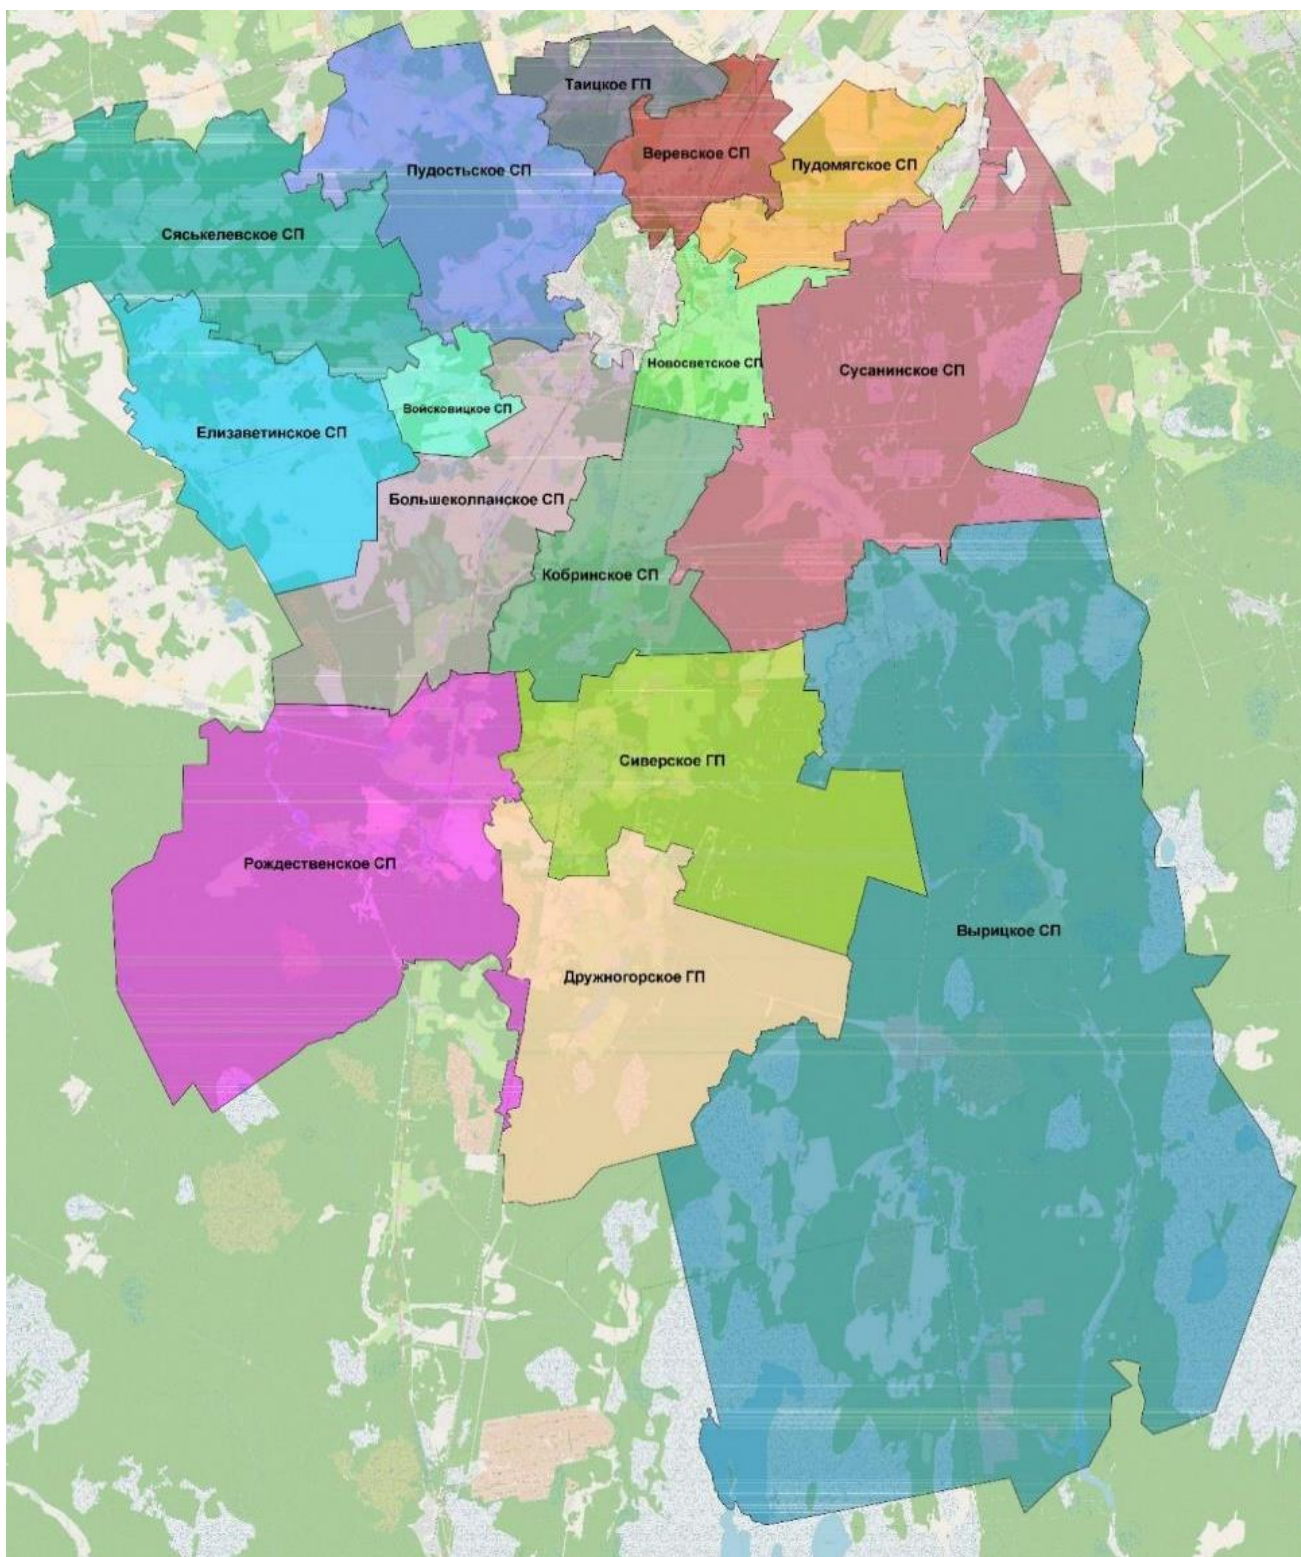 Таицкое ГП
Веревское СП
Пудомягское СП
Пудостьское СП
Сяськелевское СП
Новосветское СП
Сусанинское СП
Войсковицкое СП
Елизаветинское СП
Большеколпанское СП
Кобринское СП
Сиверское ГП
Рождественское СП
Вырицкое СП
Дружногорское ГП